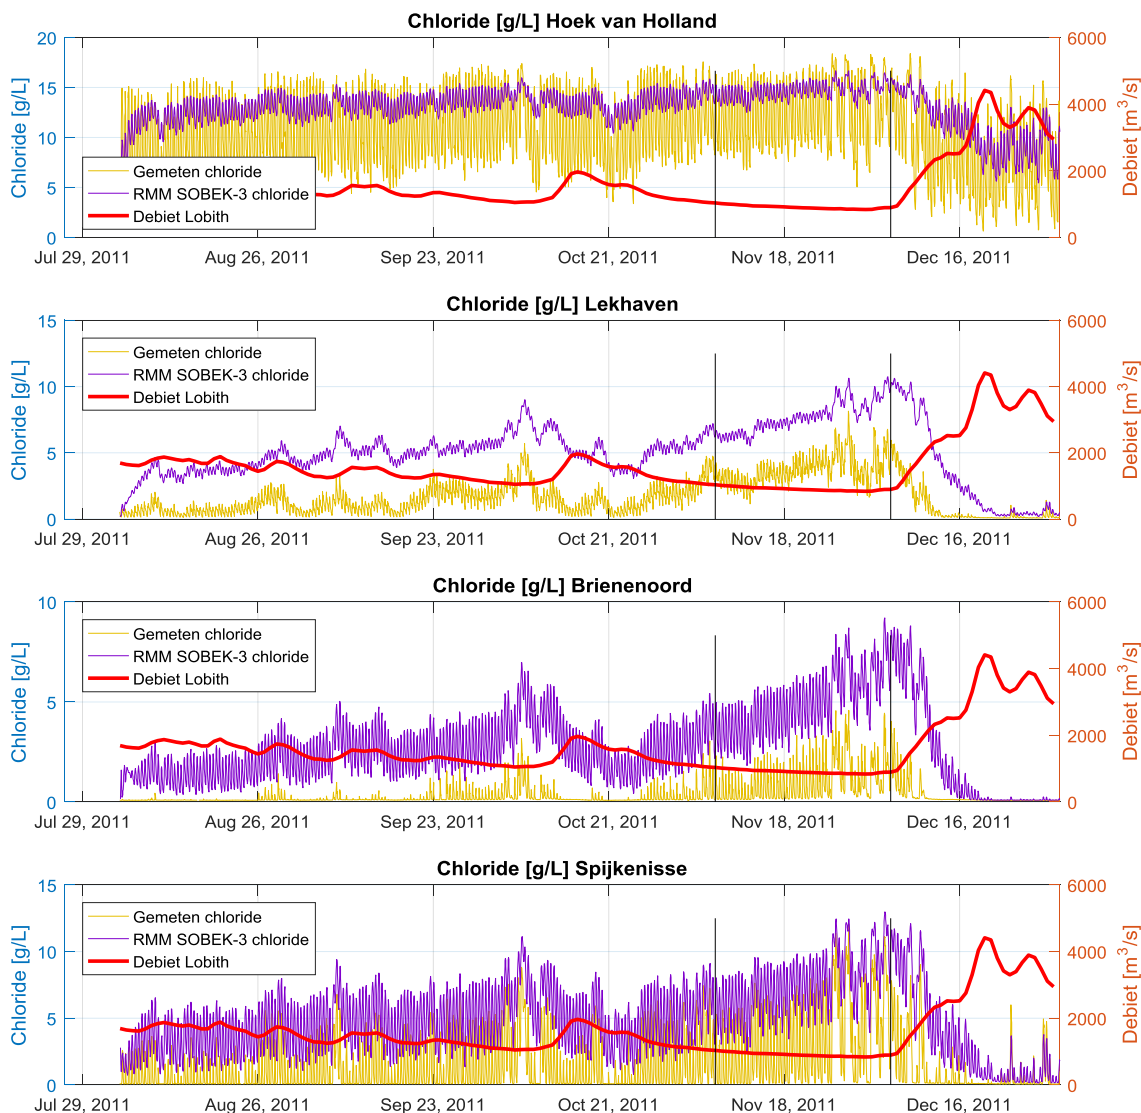 Chloride [g/L] Hoek van Holland
20
15
10
5
0
Chloride [g/L]
6000
4000
2000
0
Debiet [m³/s]
Gemeten chloride
RMM SOBEK-3 chloride
Debiet Lobith
Jul 29, 2011 Aug 26, 2011 Sep 23, 2011 Oct 21, 2011 Nov 18, 2011 Dec 16, 2011
Chloride [g/L] Lekhaven
15
10
5
0
Chloride [g/L]
6000
4000
2000
0
Debiet [m³/s]
Gemeten chloride
RMM SOBEK-3 chloride
Debiet Lobith
Jul 29, 2011 Aug 26, 2011 Sep 23, 2011 Oct 21, 2011 Nov 18, 2011 Dec 16, 2011
Chloride [g/L] Brienenoord
10
5
0
Chloride [g/L]
6000
4000
2000
0
Debiet [m³/s]
Gemeten chloride
RMM SOBEK-3 chloride
Debiet Lobith
Jul 29, 2011 Aug 26, 2011 Sep 23, 2011 Oct 21, 2011 Nov 18, 2011 Dec 16, 2011
Chloride [g/L] Spijkenisse
15
10
5
0
Chloride [g/L]
6000
4000
2000
0
Debiet [m³/s]
Gemeten chloride
RMM SOBEK-3 chloride
Debiet Lobith
Jul 29, 2011 Aug 26, 2011 Sep 23, 2011 Oct 21, 2011 Nov 18, 2011 Dec 16, 2011